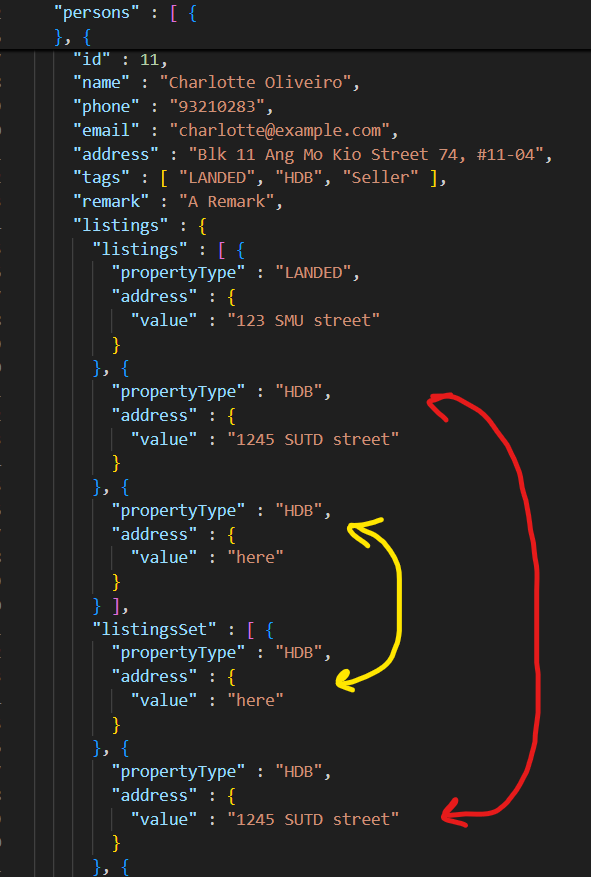 "persons" : [ {
}, {
"id" : 11,
"name" : "Charlotte Oliveiro",
"phone" : "93210283",
"email" : "charlotte@example.com",
"address" : "Blk 11 Ang Mo Kio Street 74, #11-04",
"tags" : [ "LANDED", "HDB", "Seller" ],
"remark" : "A Remark",
"listings" : {
"listings" : [ {
"propertyType" : "LANDED",
"address" : {
"value" : "123 SMU street"
}
}, {
"propertyType" : "HDB",
"address" : {
"value" : "1245 SUTD street"
}
}, {
"propertyType" : "HDB",
"address" : {
"value" : "here"
}
} ],
"listingsSet" : [ {
"propertyType" : "HDB",
"address" : {
"value" : "here"
}
}, {
"propertyType" : "HDB",
"address" : {
"value" : "1245 SUTD street"
}
}, {